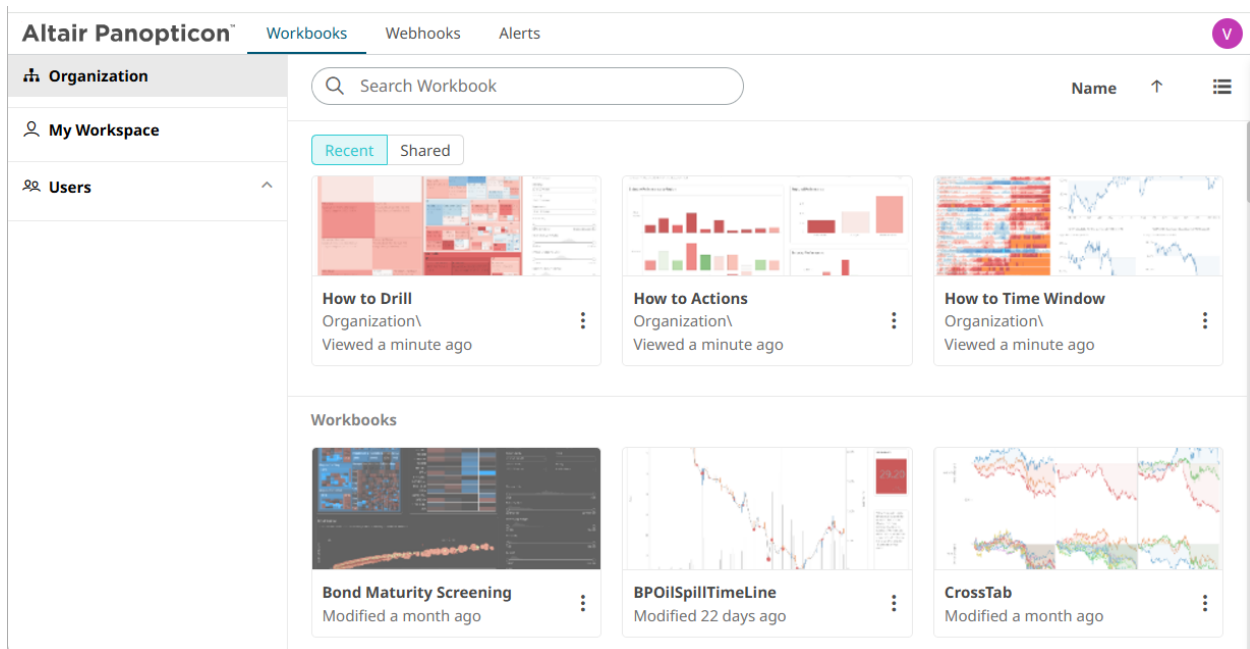 Altair Panopticon™
Workbooks Webhooks Alerts
V
Organization
Search Workbook
Name
My Workspace
Recent Shared
Users
How to Drill
Organization\
Viewed a minute ago
How to Actions
Organization\
Viewed a minute ago
How to Time Window
Organization\
Viewed a minute ago
Workbooks
29.20
Bond Maturity Screening
Modified a month ago
BPOilSpillTimeLine
Modified 22 days ago
CrossTab
Modified a month ago